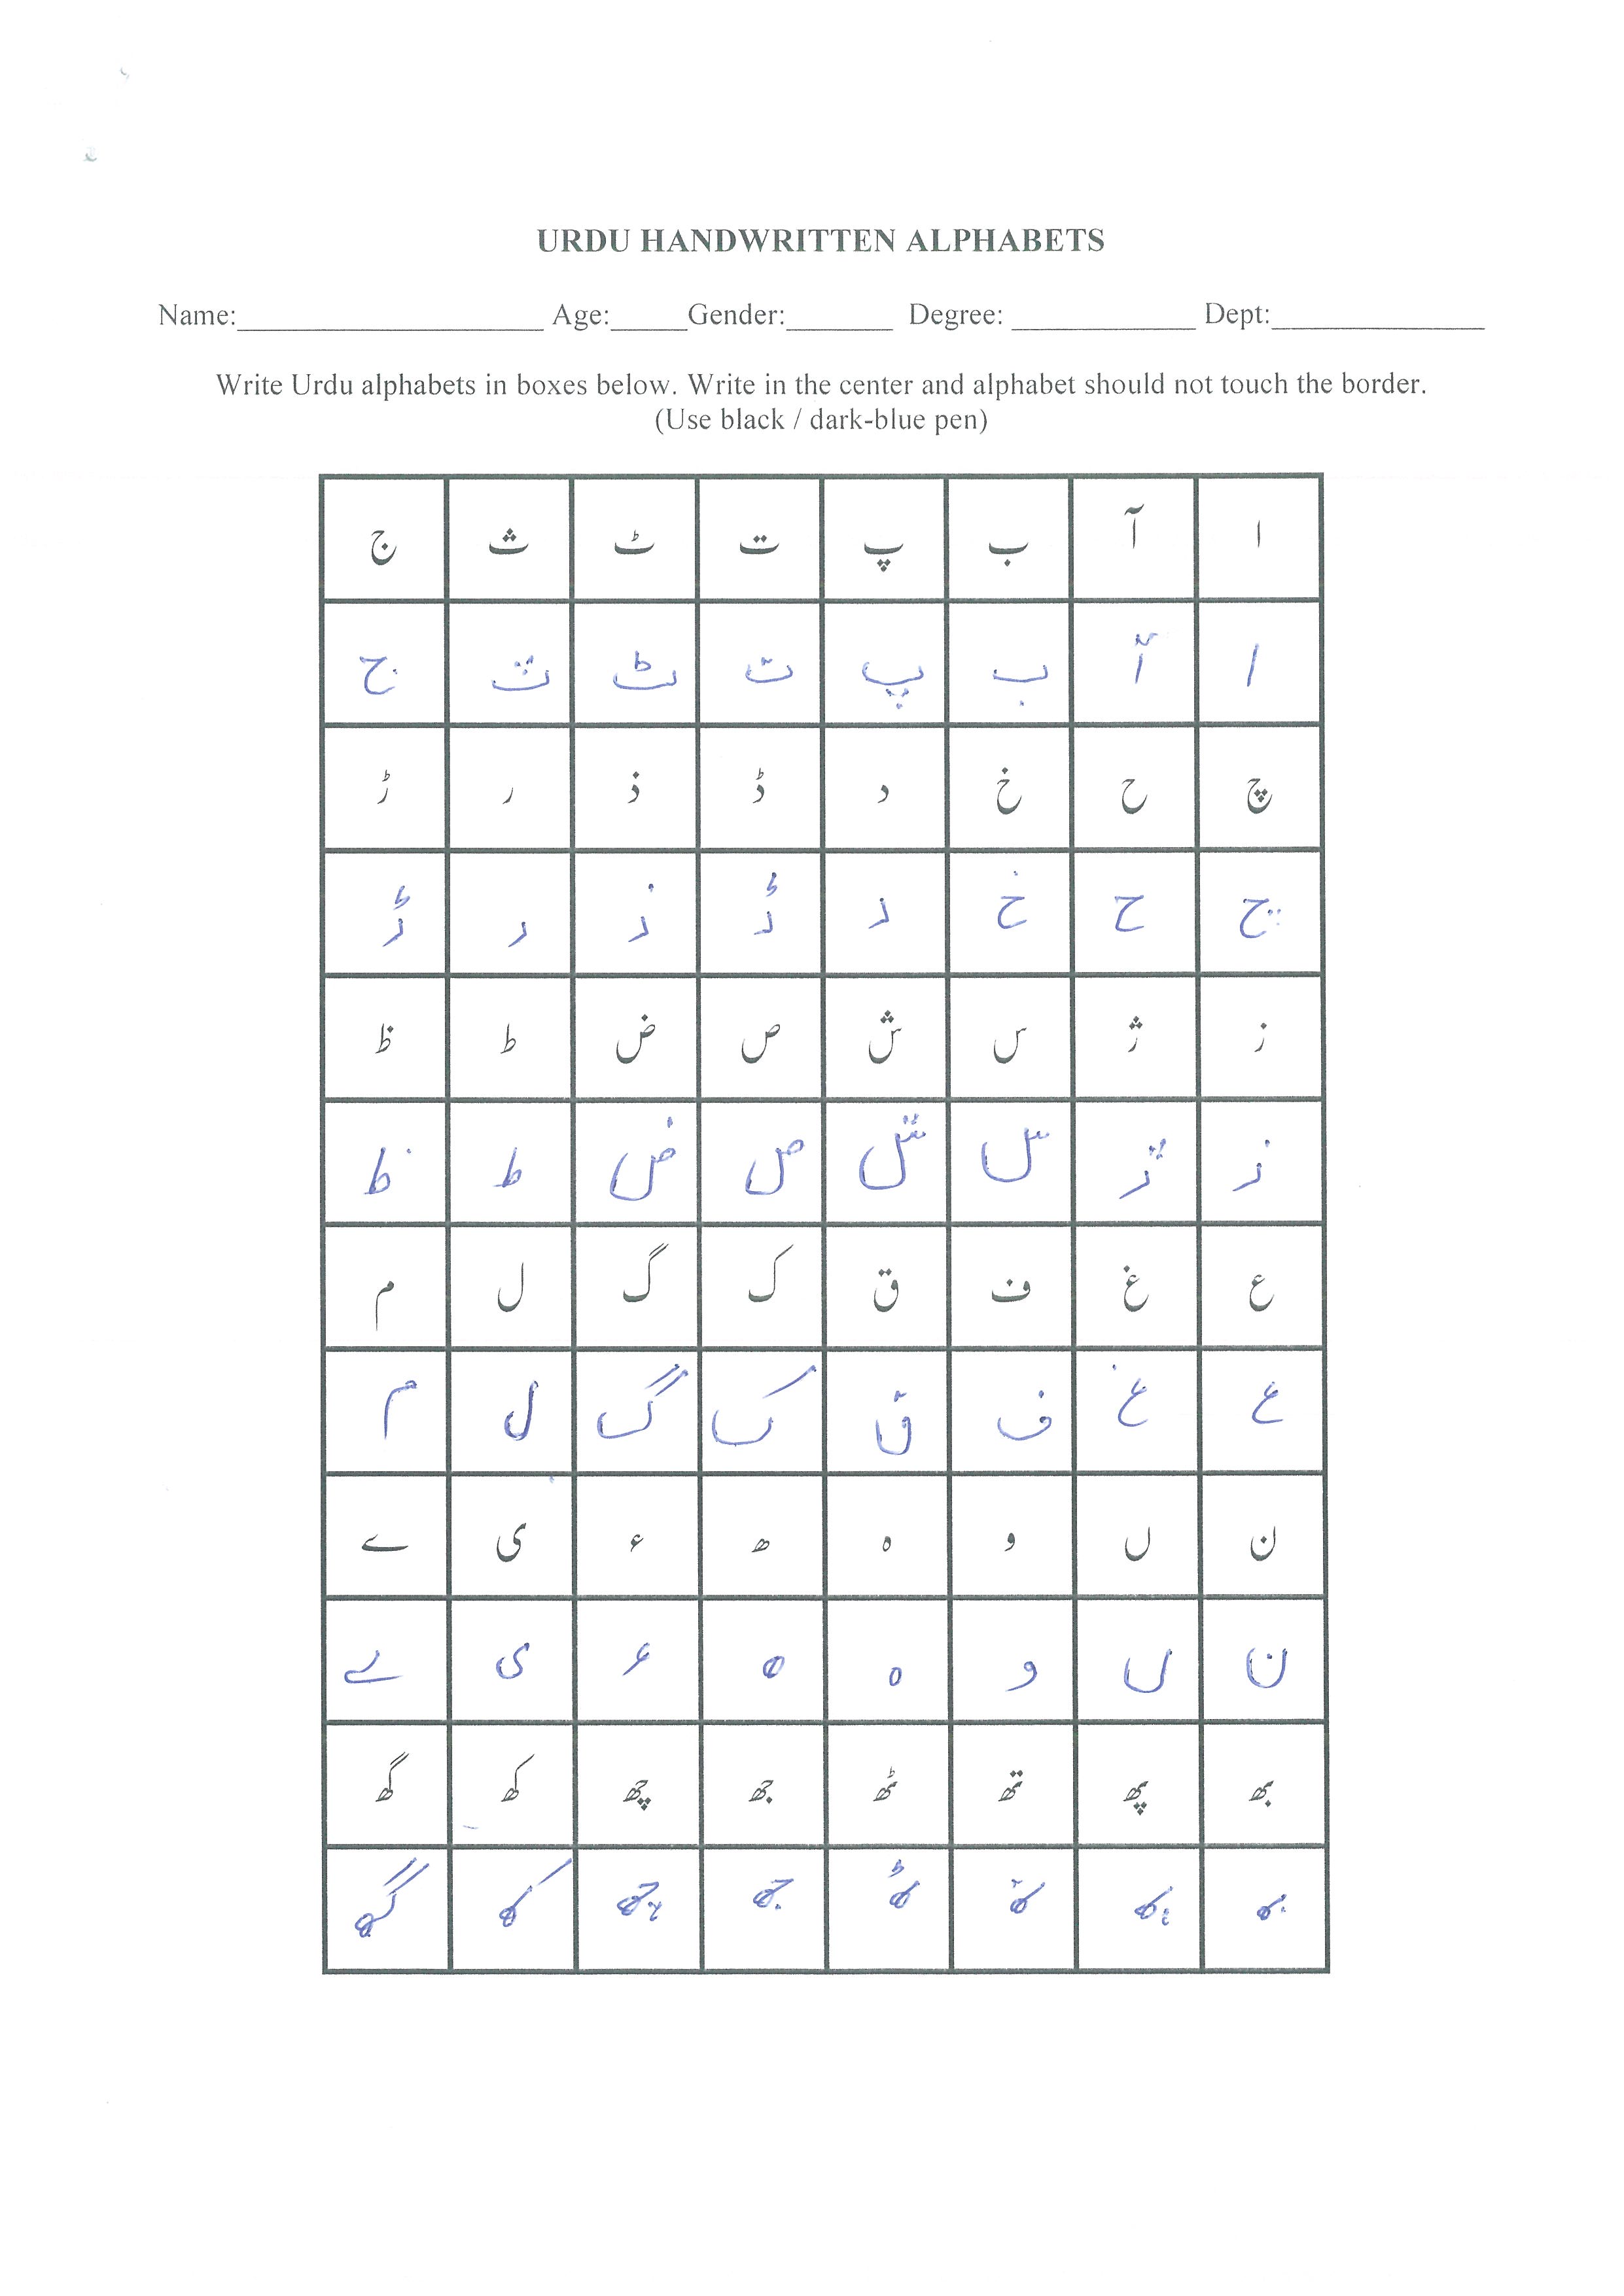 URDU HANDWRITTEN ALPHABETS
Name:____________________ Age:_____Gender:_______ Degree: ____________ Dept:______________
Write Urdu alphabets in boxes below. Write in the center and alphabet should not touch the border.
(Use black / dark-blue pen)
ا آ ب پ ت ٹ ث ج
ا آ ب پ ت ٹ ث ج
چ ح خ د ڈ ذ ر ڑ
چ ح خ د ڈ ذ ر ڑ
ز ژ س ش ص ض ط ظ
ز ژ س ش ص ض ط ظ
ع غ ف ق ک گ ل م
ع غ ف ق ک گ ل م
ن ں و ہ ھ ء ی ے
ن ں و ہ ھ ء ی ے
بھ پھ تھ ٹھ جھ چھ کھ گھ
بھ پھ تھ ٹھ جھ چھ کھ گھ